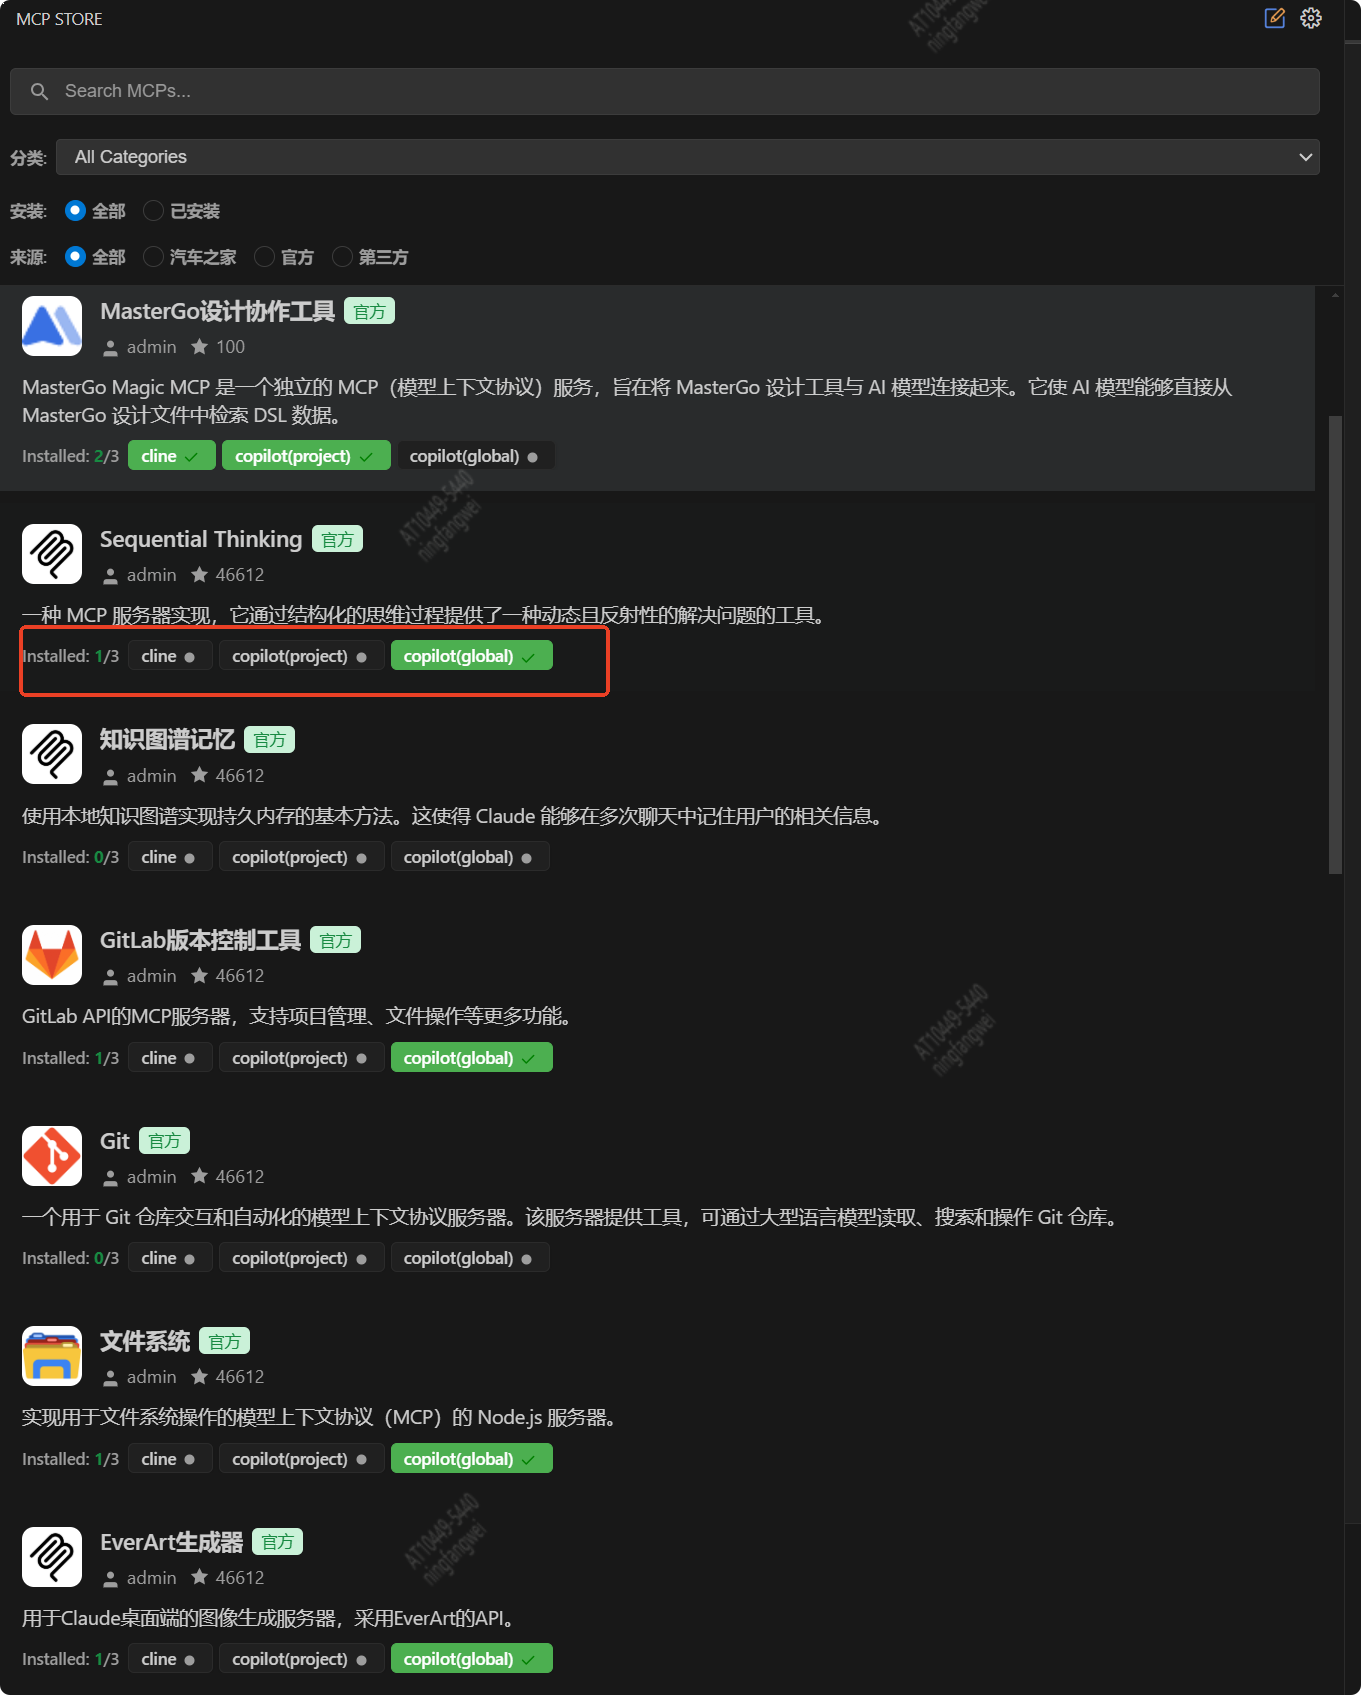 MCP STORE
Search MCPs...
分类: All Categories
安装: 全部 已安装
来源: 全部 汽车之家 官方 第三方
MasterGo设计协作工具 官方
admin 100
MasterGo Magic MCP 是一个独立的 MCP（模型上下文协议）服务，旨在将 MasterGo 设计工具与 AI 模型连接起来。它使 AI 模型能够直接从
MasterGo 设计文件中检索 DSL 数据。
Installed: 2/3 cline copilot(project) copilot(global)
AT10449-5440
ningfangwei
Sequential Thinking 官方
admin 46612
一种 MCP 服务器实现，它通过结构化的思维过程提供了一种动态且反射性的解决问题的工具。
Installed: 1/3 cline copilot(project) copilot(global)
知识图谱记忆 官方
admin 46612
使用本地知识图谱实现持久内存的基本方法。这使得 Claude 能够在多次聊天中记住用户的相关信息。
Installed: 0/3 cline copilot(project) copilot(global)
GitLab版本控制工具 官方
admin 46612
GitLab API的MCP服务器，支持项目管理、文件操作等更多功能。
Installed: 1/3 cline copilot(project) copilot(global)
AT10449-5440
ningfangwei
Git 官方
admin 46612
一个用于 Git 仓库交互和自动化的模型上下文协议服务器。该服务器提供工具，可通过大型语言模型读取、搜索和操作 Git 仓库。
Installed: 0/3 cline copilot(project) copilot(global)
文件系统 官方
admin 46612
实现用于文件系统操作的模型上下文协议（MCP）的 Node.js 服务器。
Installed: 1/3 cline copilot(project) copilot(global)
AT10449-5440
ningfangwei
EverArt生成器 官方
admin 46612
用于Claude桌面端的图像生成服务器，采用EverArt的API。
Installed: 1/3 cline copilot(project) copilot(global)